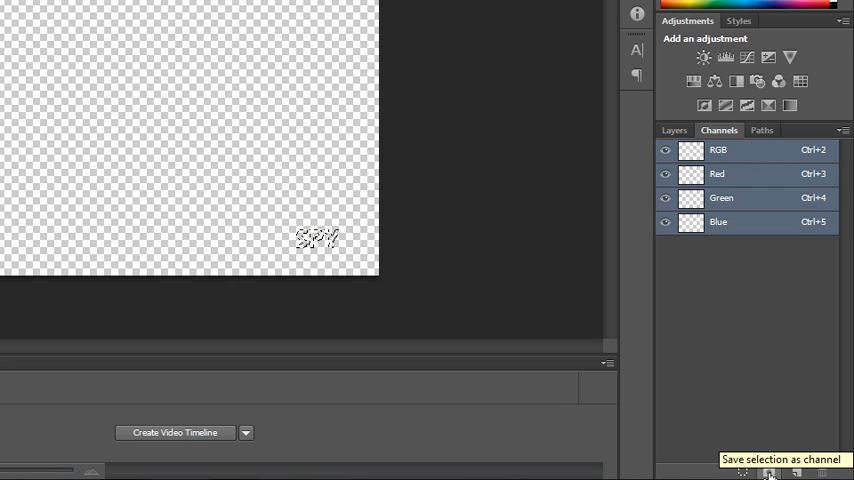 Adjustments Styles
Add an adjustment
A
Layers Channels Paths
RGB Ctrl+2
Red Ctrl+3
Green Ctrl+4
Blue Ctrl+5
SPY
Create Video Timeline
Save selection as channel